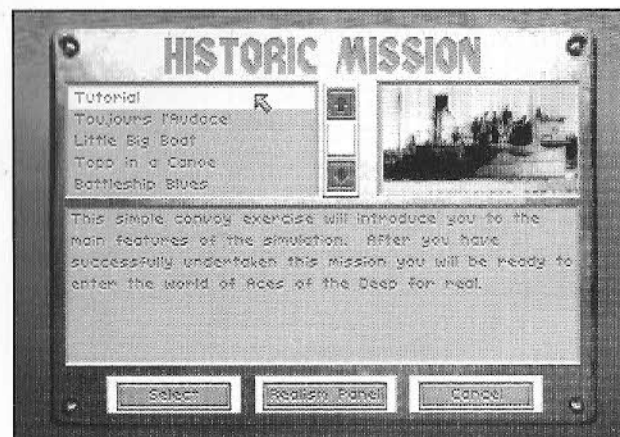 HISTORIC MISSION
Tutorial
Toujours l'Audace
Little Big Boat
Topp in a Canoe
Battleship Blues
This simple convoy exercise will introduce you to the
main features of the simulation. After you have
successfully undertaken this mission you will be ready to
enter the world of Aces of the Deep for real.
Select
Realism Panel
Cancel